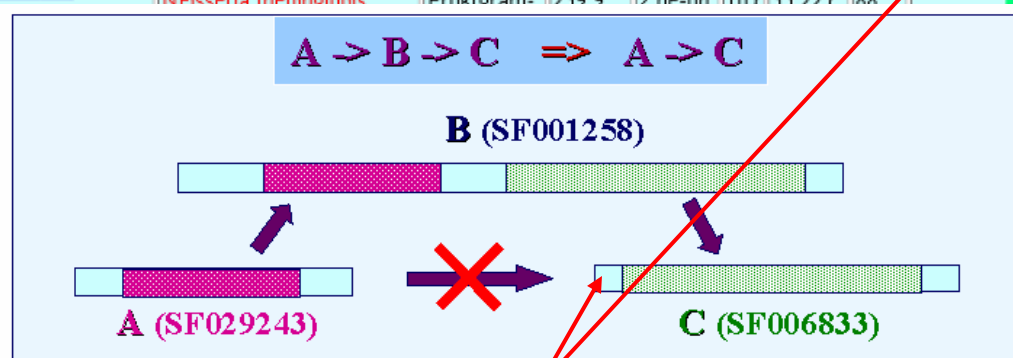 A -> B -> C => A -> C
B (SF001258)
A (SF029243)
C (SF006833)